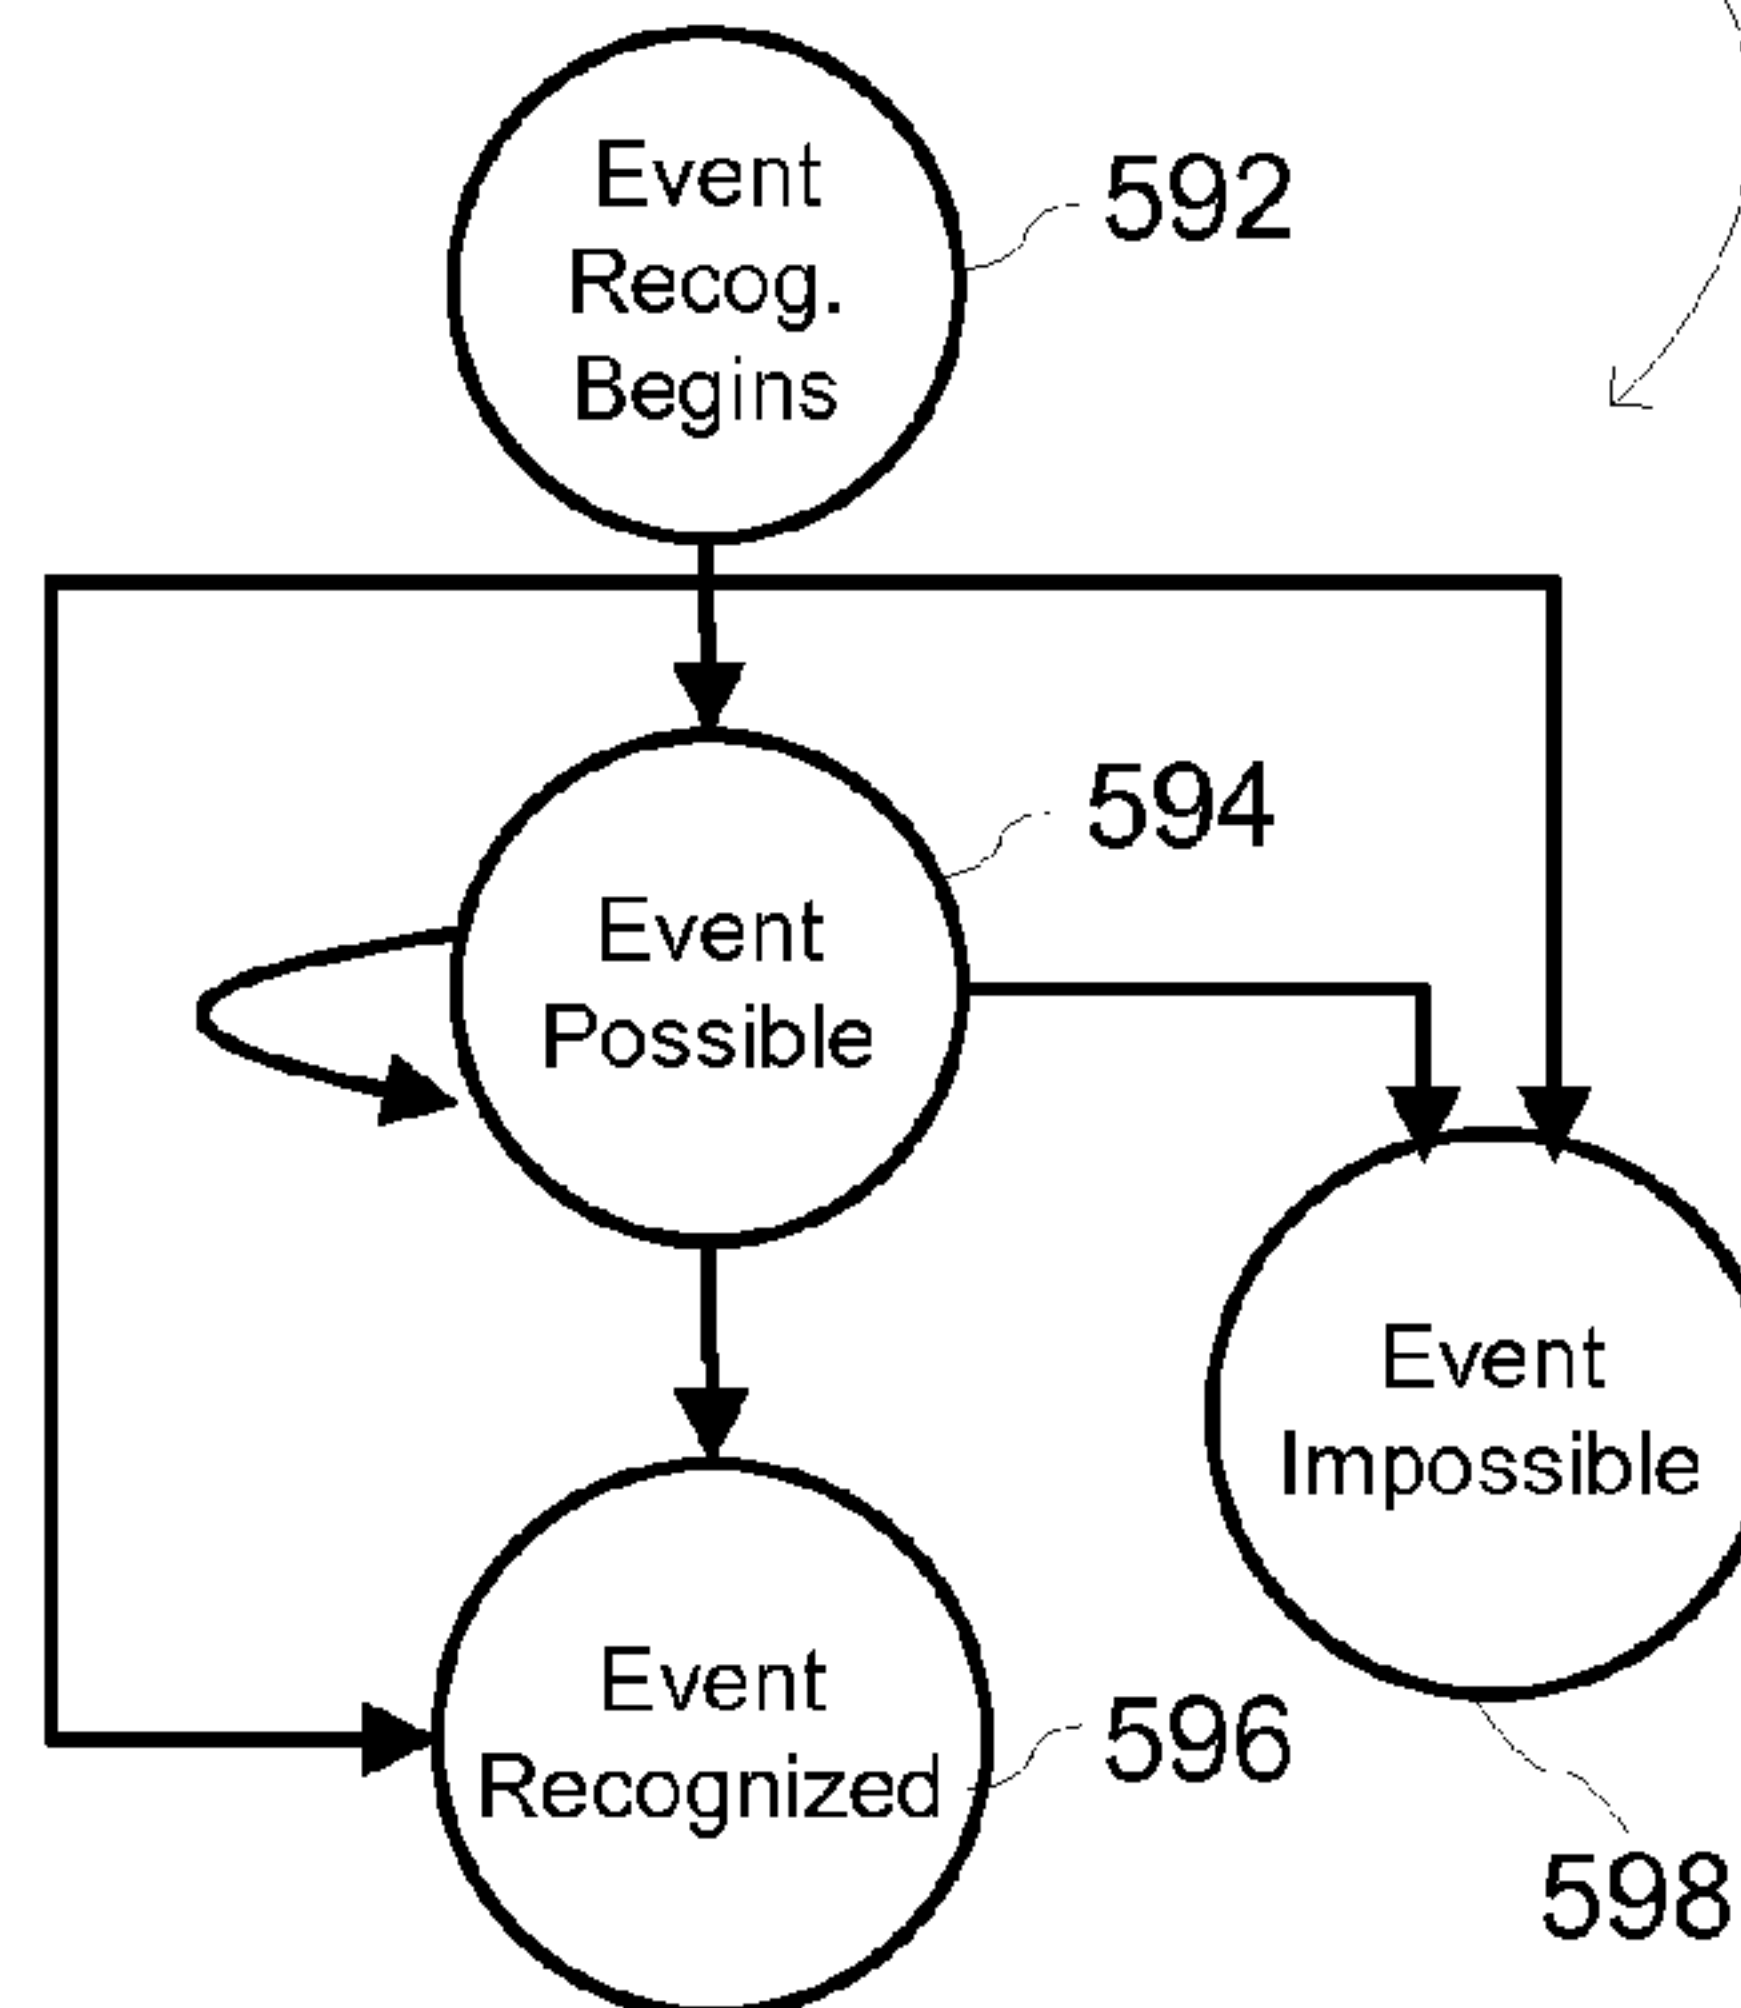 Event
Recog.
Begins
592
594
Event
Possible
Event
Impossible
Event
Recognized
596
598